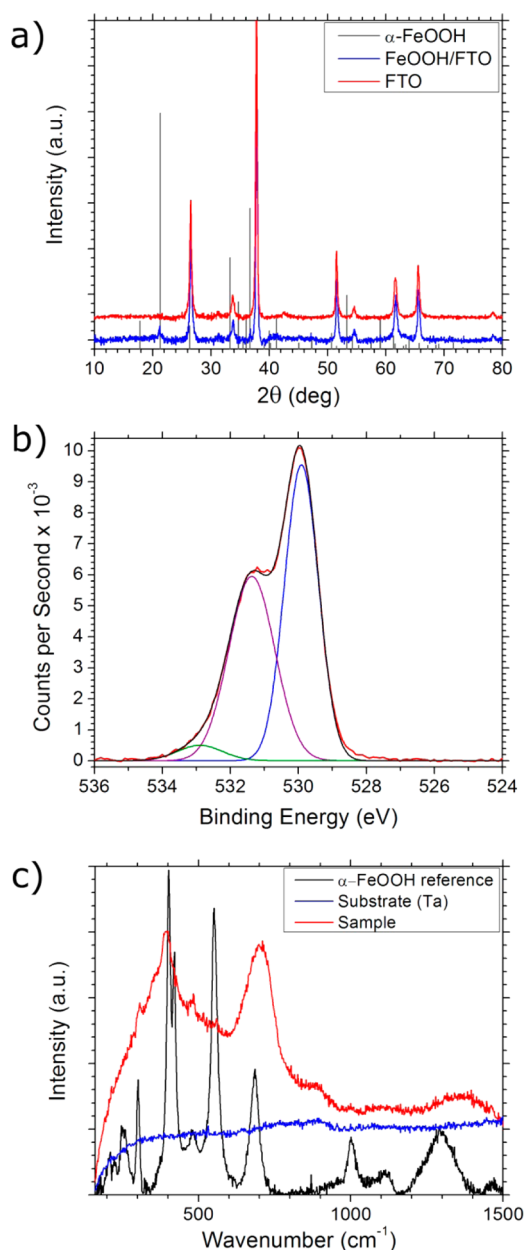 a)
α-FeOOH
FeOOH/FTO
FTO
Intensity (a.u.)
10 20 30 40 50 60 70 80
2θ (deg)
b)
10
9
8
7
6
5
4
3
2
1
0
Counts per Second x 10⁻³
536 534 532 530 528 526 524
Binding Energy (eV)
c)
α-FeOOH reference
Substrate (Ta)
Sample
Intensity (a.u.)
500 1000 1500
Wavenumber (cm⁻¹)